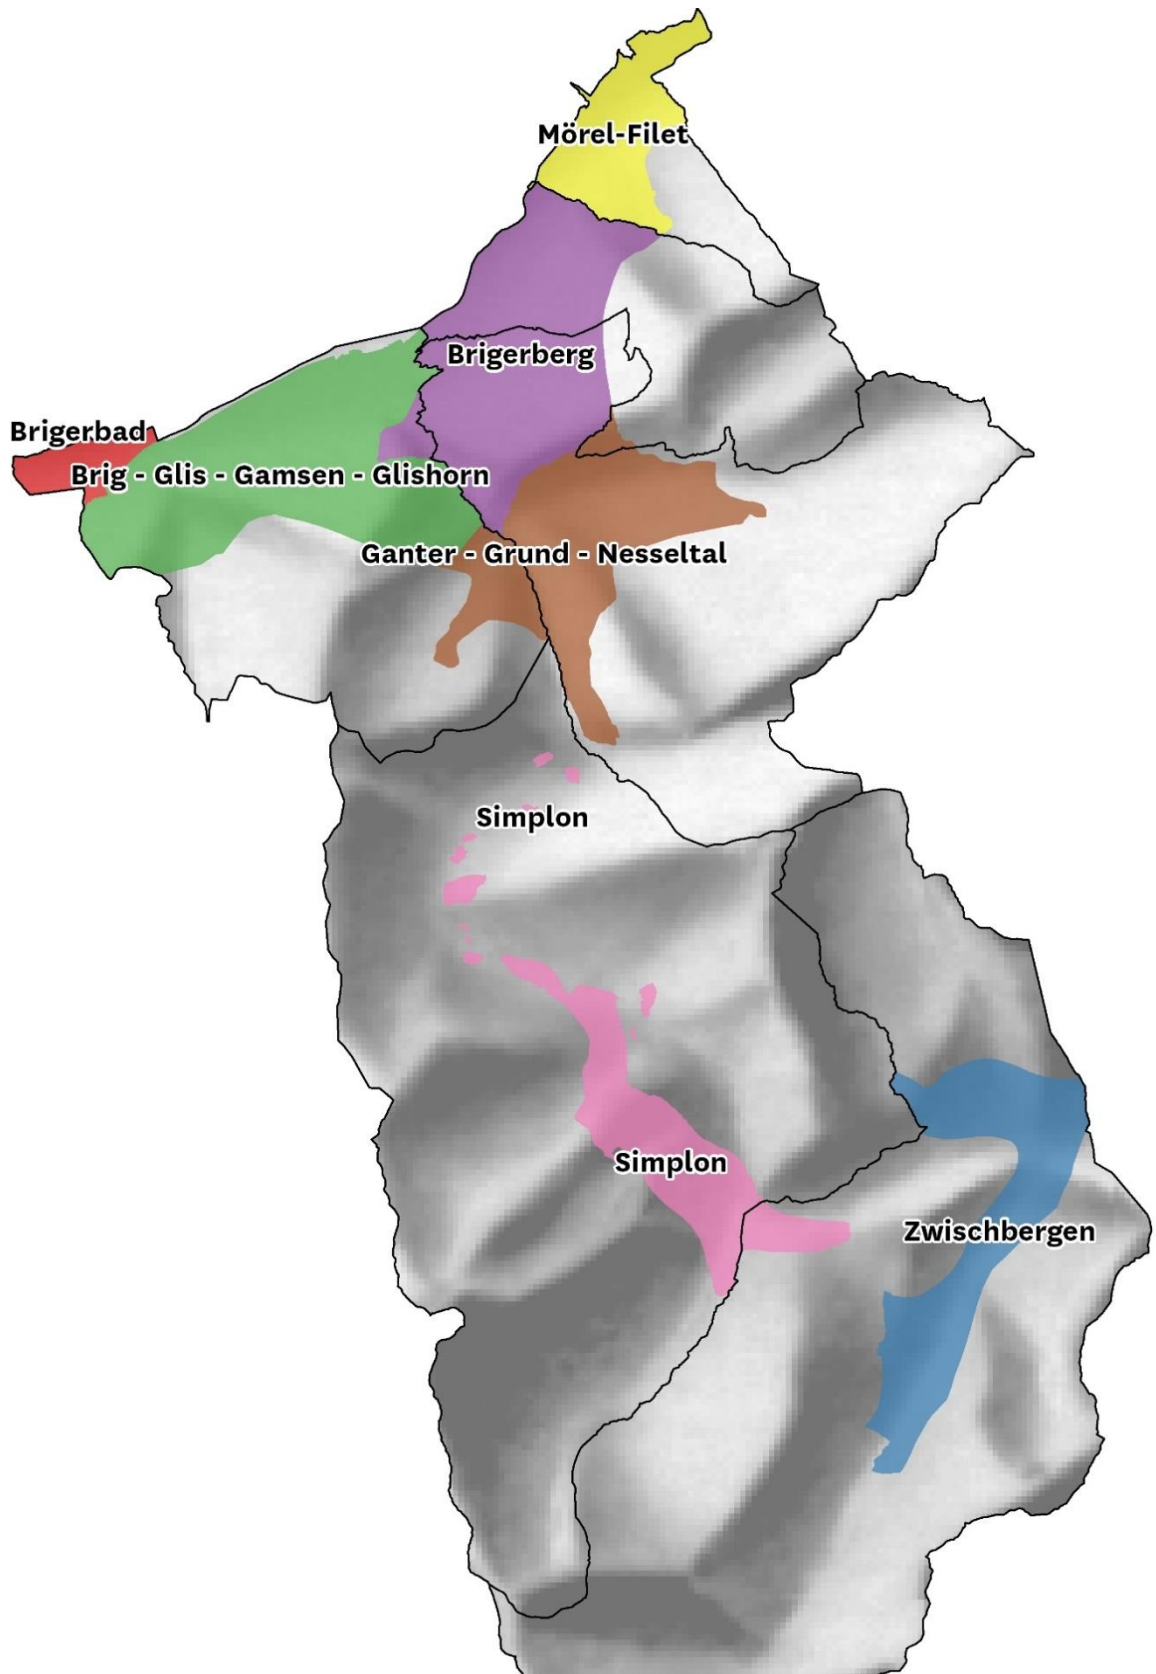 Mörel-Filet
Brigerberg
Brigerbad
Brig - Glis - Gamsen - Glishorn
Ganter - Grund - Nesseltal
Simplon
Simplon
Zwischbergen